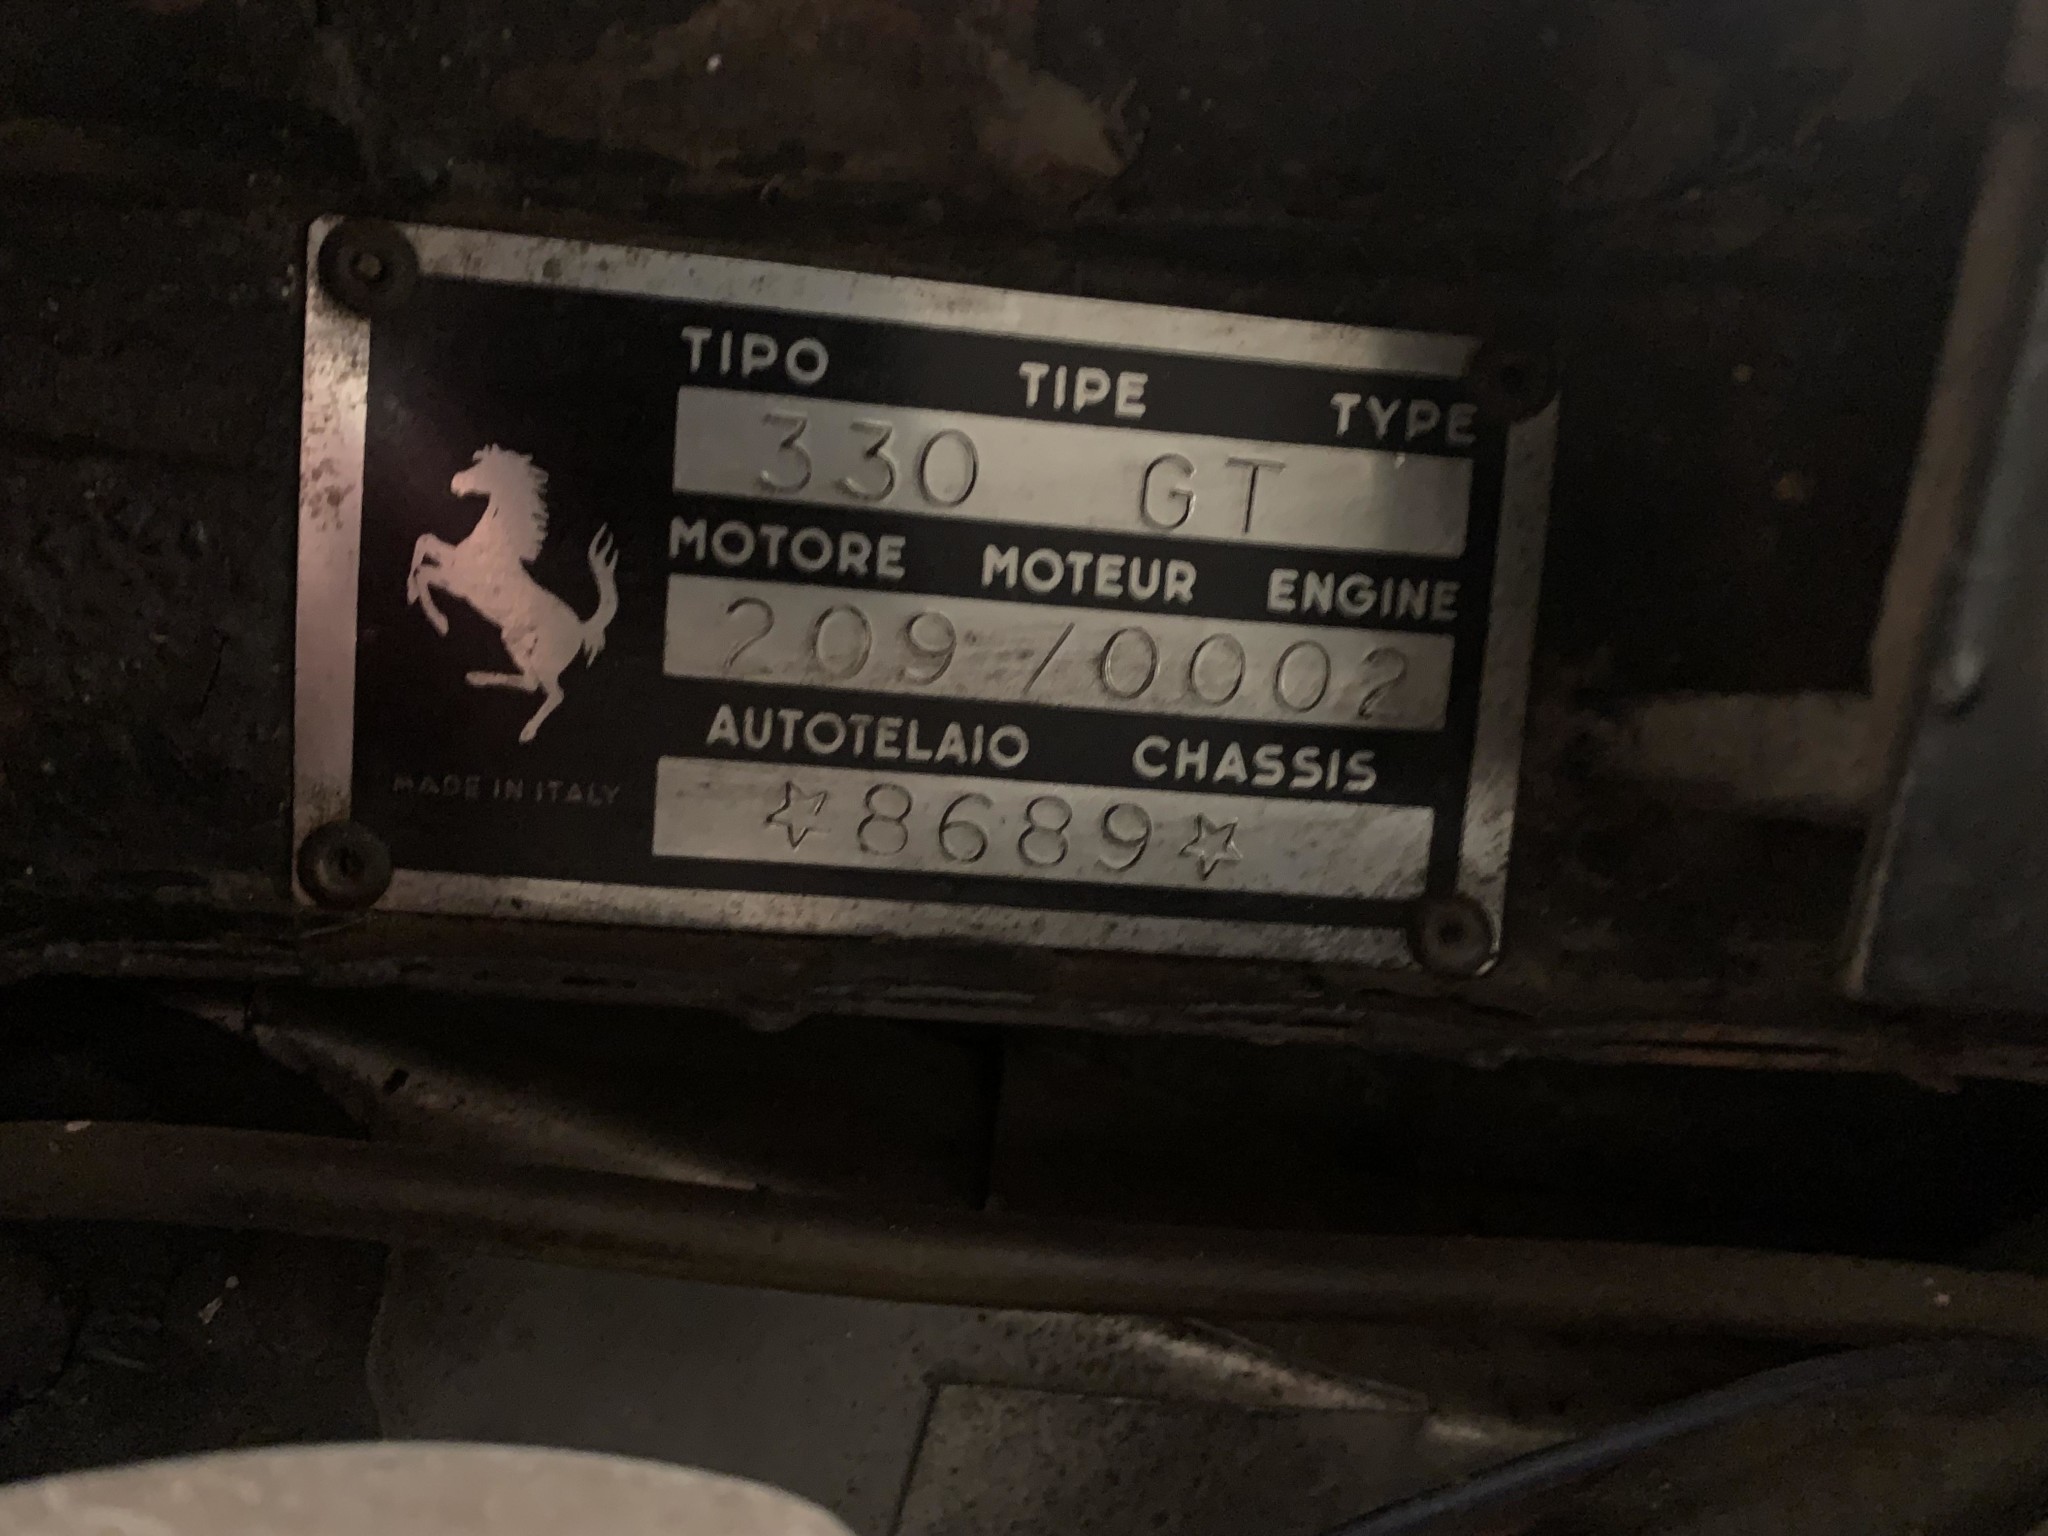 TIPO TIPE TYPE
330 GT
MOTORE MOTEUR ENGINE
209/0002
AUTOTELAIO CHASSIS
☆8689☆
MADE IN ITALY